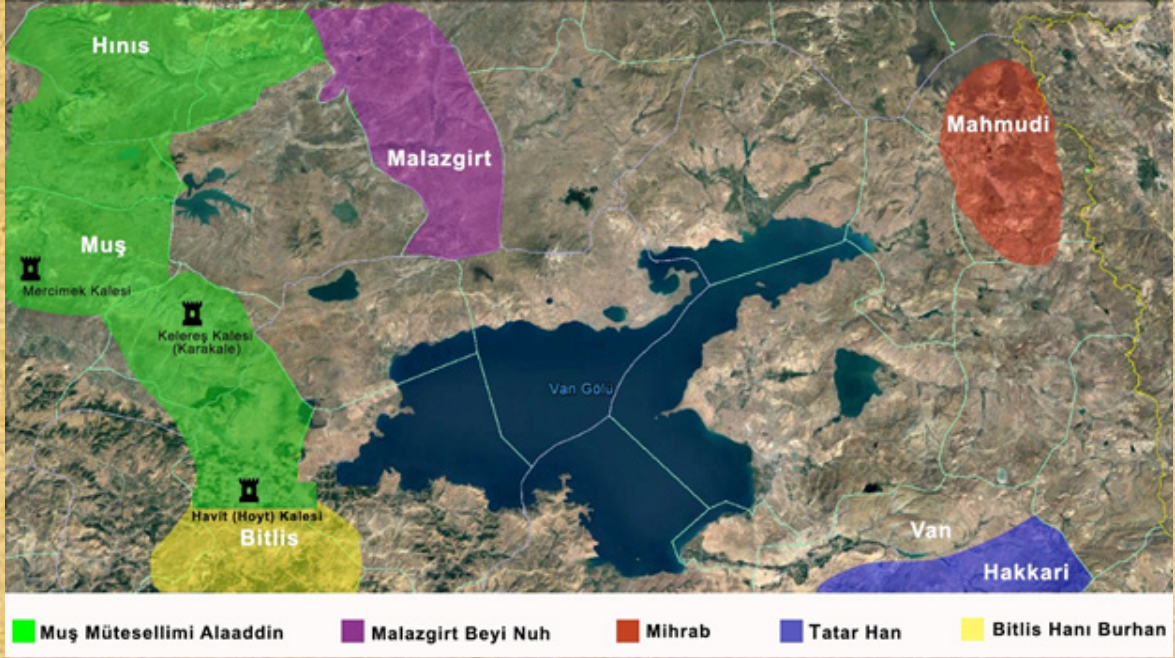 Hınıs
Mahmudi
Malazgirt
Muş
Mercimek Kalesi
Kelereş Kalesi
(Karakale)
Van Gölü
Havit (Hoyt) Kalesi
Bitlis
Van
Hakkari
Muş Mütesellimi Alaaddin
Malazgirt Beyi Nuh
Mihrab
Tatar Han
Bitlis Hanı Burhan